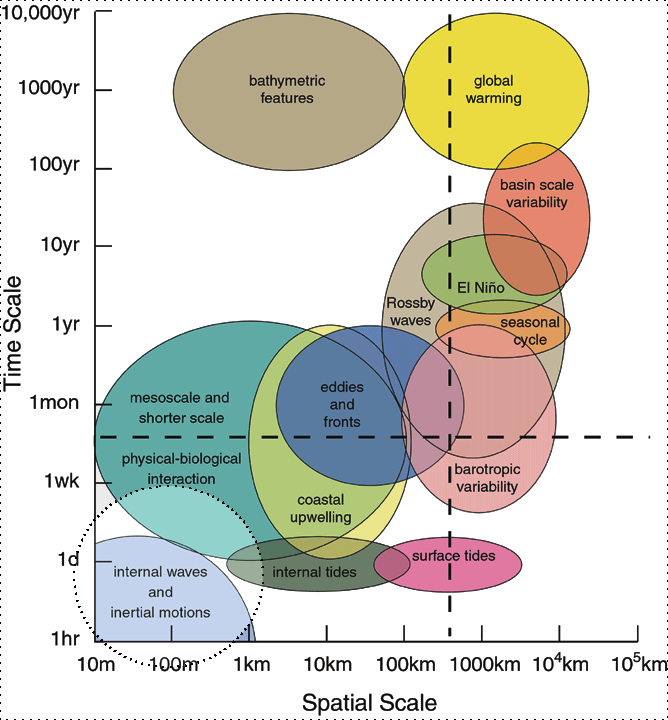 10,000yr
1000yr
100yr
10yr
1yr
1mon
1wk
1d
1hr
Time Scale
bathymetric
features
global
warming
basin scale
variability
El Niño
Rossby
waves
seasonal
cycle
mesoscale and
shorter scale
physical-biological
interaction
eddies
and
fronts
coastal
upwelling
barotropic
variability
internal waves
and
inertial motions
internal tides
surface tides
10m
100m
1km
10km
100km
1000km
10⁴km
10⁵km
Spatial Scale